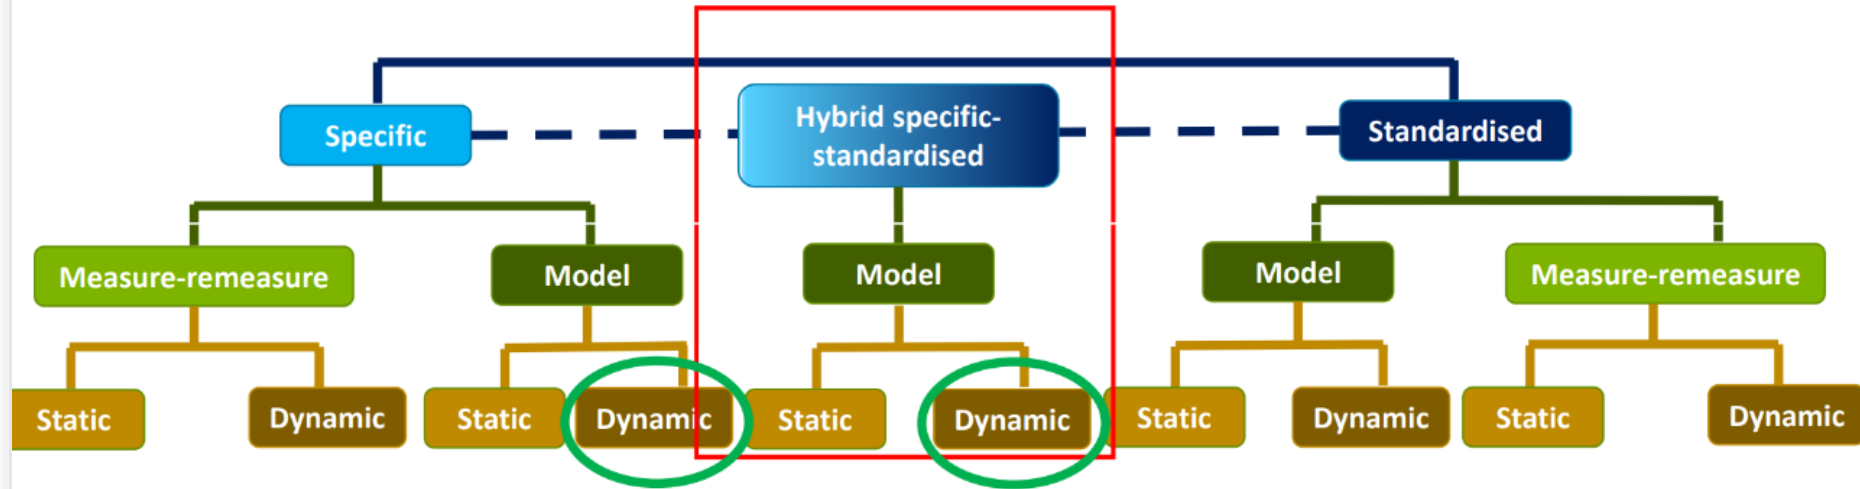 Hybrid specific-
standardised
Specific
Standardised
Measure-remeasure
Model
Model
Model
Measure-remeasure
Static
Dynamic
Static
Dynamic
Static
Dynamic
Static
Dynamic
Static
Dynamic